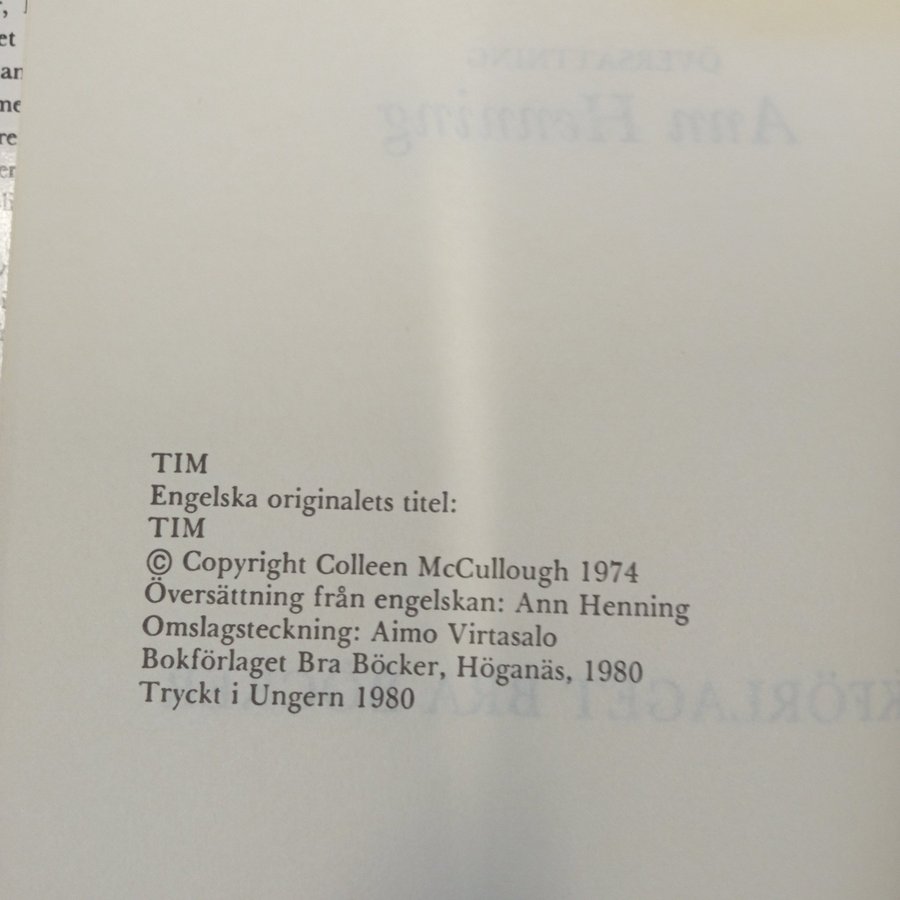 TIM
Engelska originalets titel:
TIM
© Copyright Colleen McCullough 1974
Översättning från engelskan: Ann Henning
Omslagsteckning: Aimo Virtasalo
Bokförlaget Bra Böcker, Höganäs, 1980
Tryckt i Ungern 1980